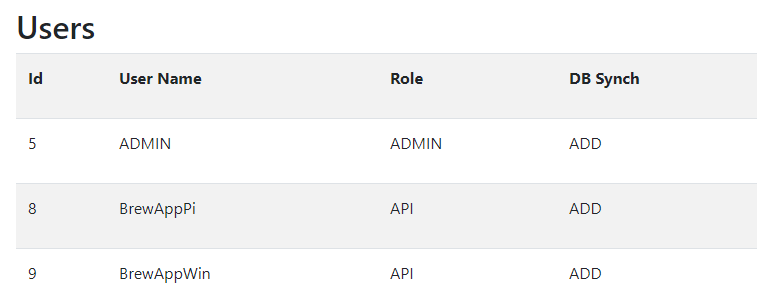 Users
Id User Name Role DB Synch
5 ADMIN ADMIN ADD
8 BrewAppPi API ADD
9 BrewAppWin API ADD